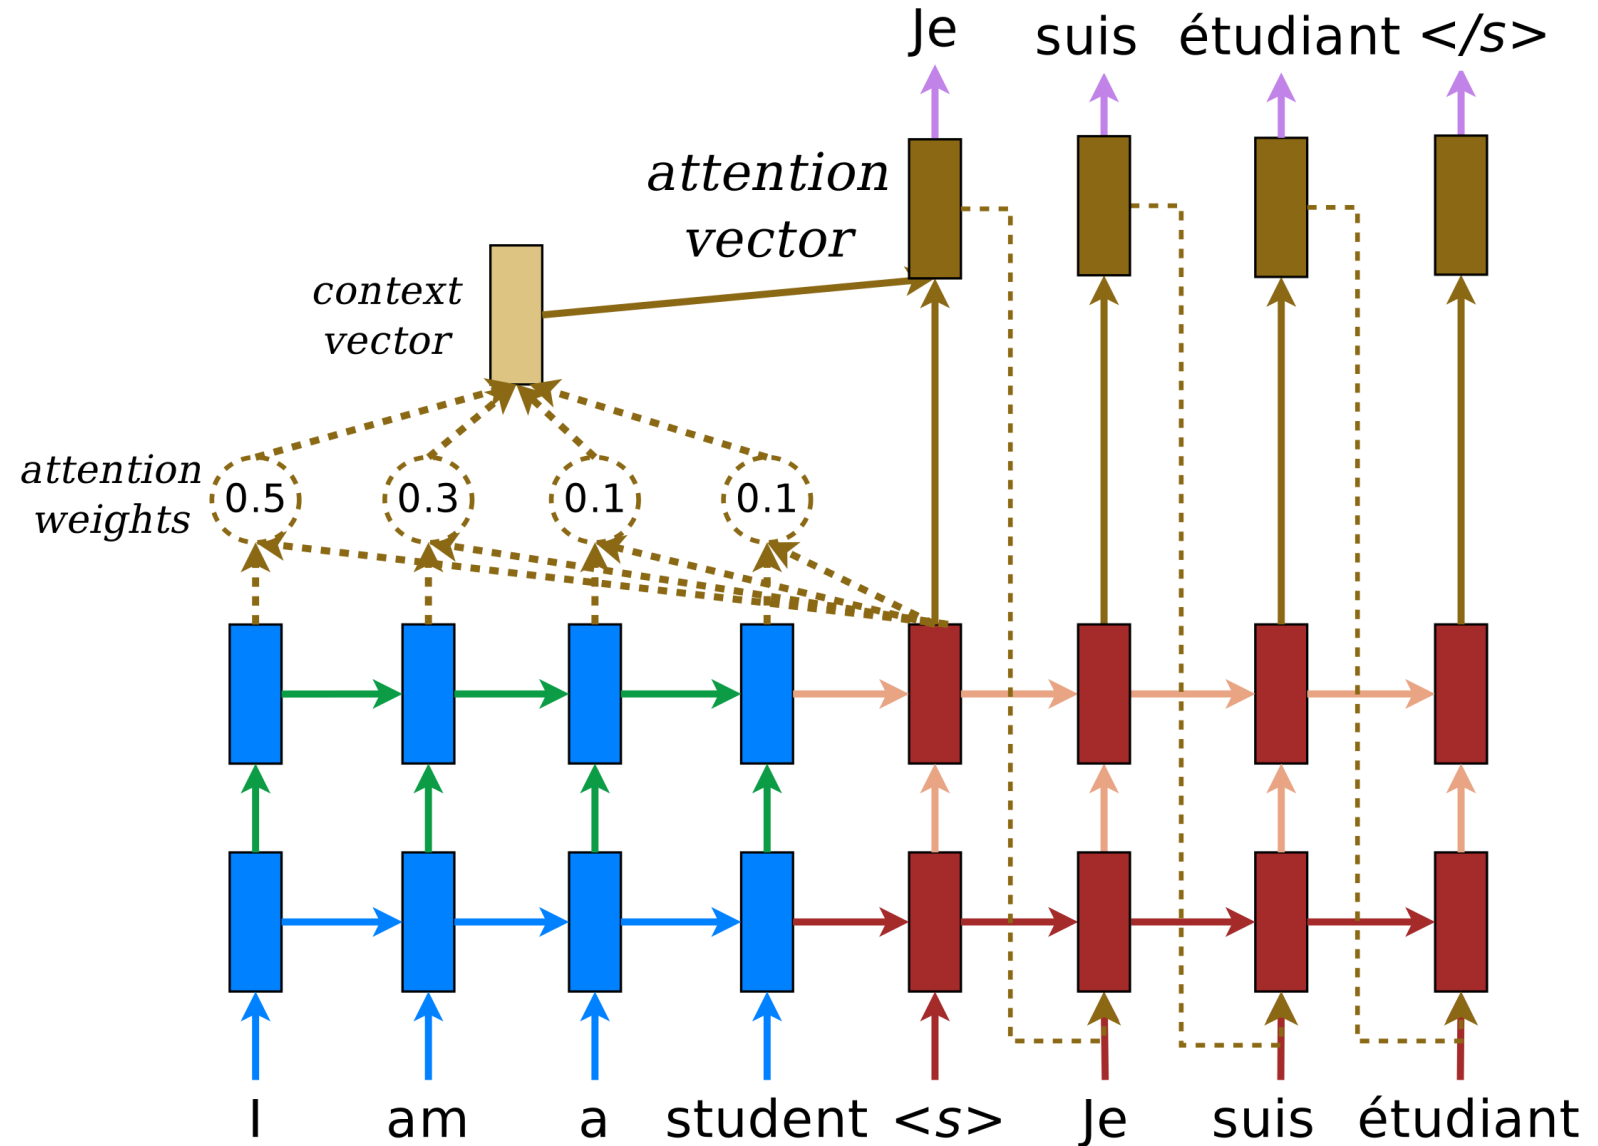 Je suis étudiant </s>
attention
vector
context
vector
attention
weights
0.5 0.3 0.1 0.1
I am a student <s> Je suis étudiant